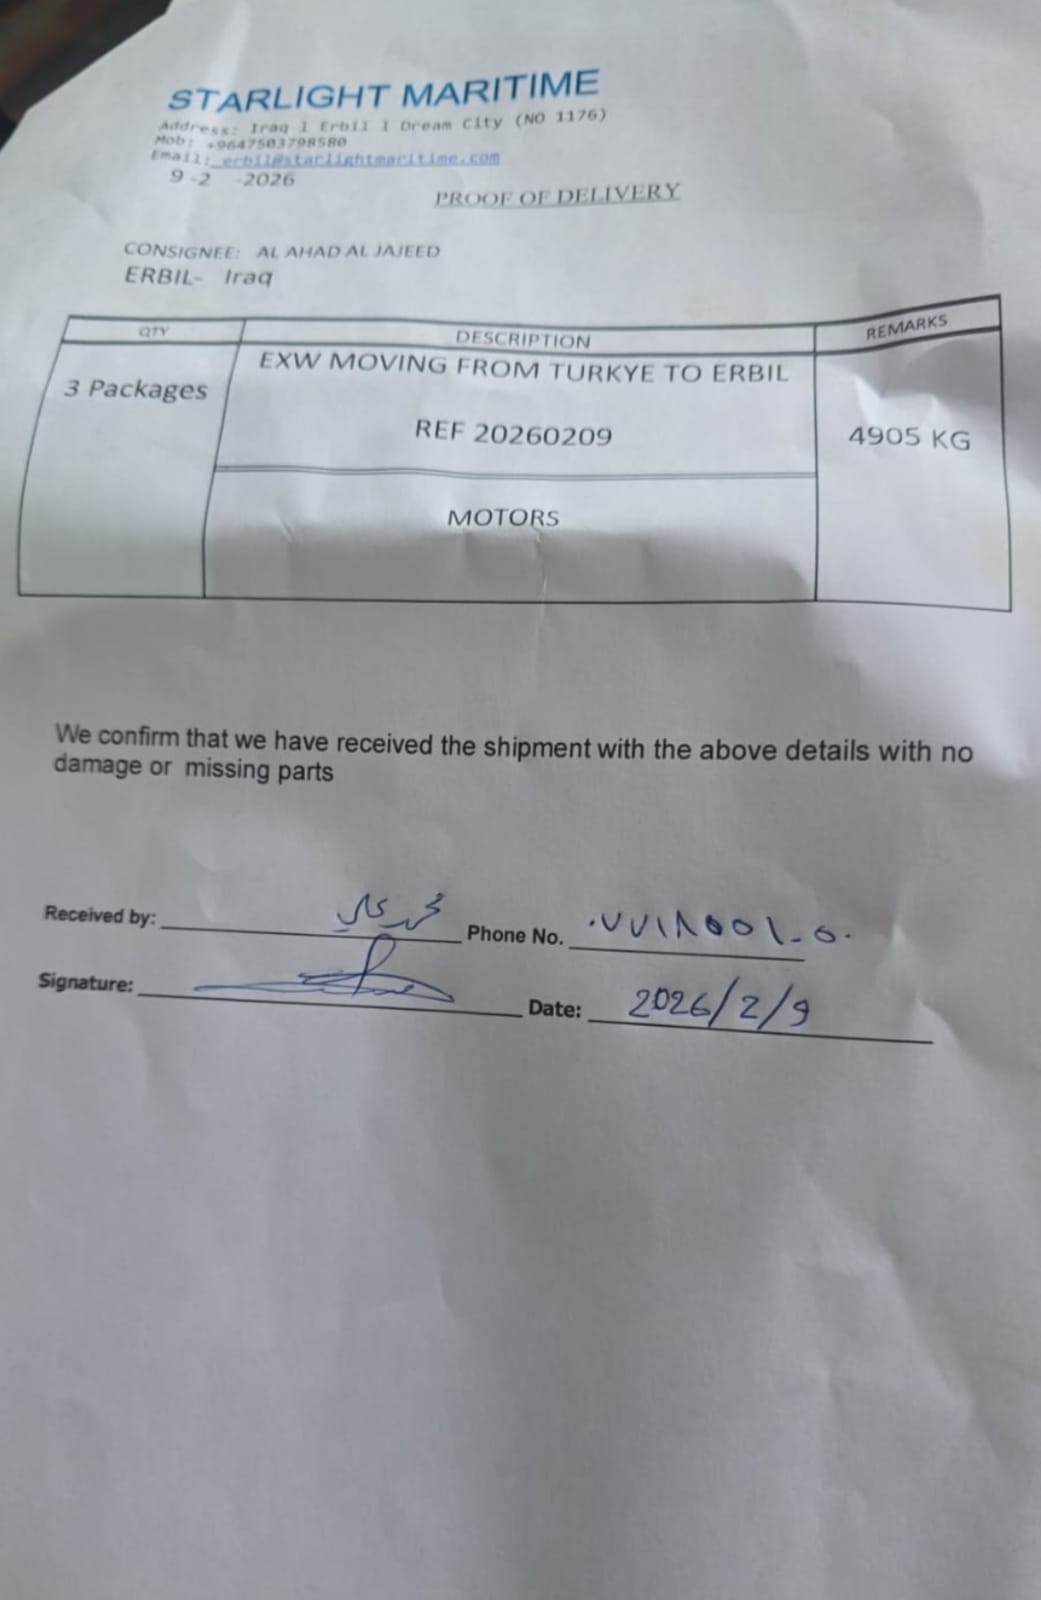 STARLIGHT MARITIME
Address: Iraq l Erbil l Dream City (NO 1176)
Mob: +9647503798580
Email: erbil@starlightmaritime.com
9 -2 -2026
PROOF OF DELIVERY
CONSIGNEE: AL AHAD AL JAJEED
ERBIL- Iraq
QTY DESCRIPTION REMARKS
EXW MOVING FROM TURKYE TO ERBIL
3 Packages
REF 20260209 4905 KG
MOTORS
We confirm that we have received the shipment with the above details with no
damage or missing parts
Received by: Phone No.
Signature: Date: 2026/2/9